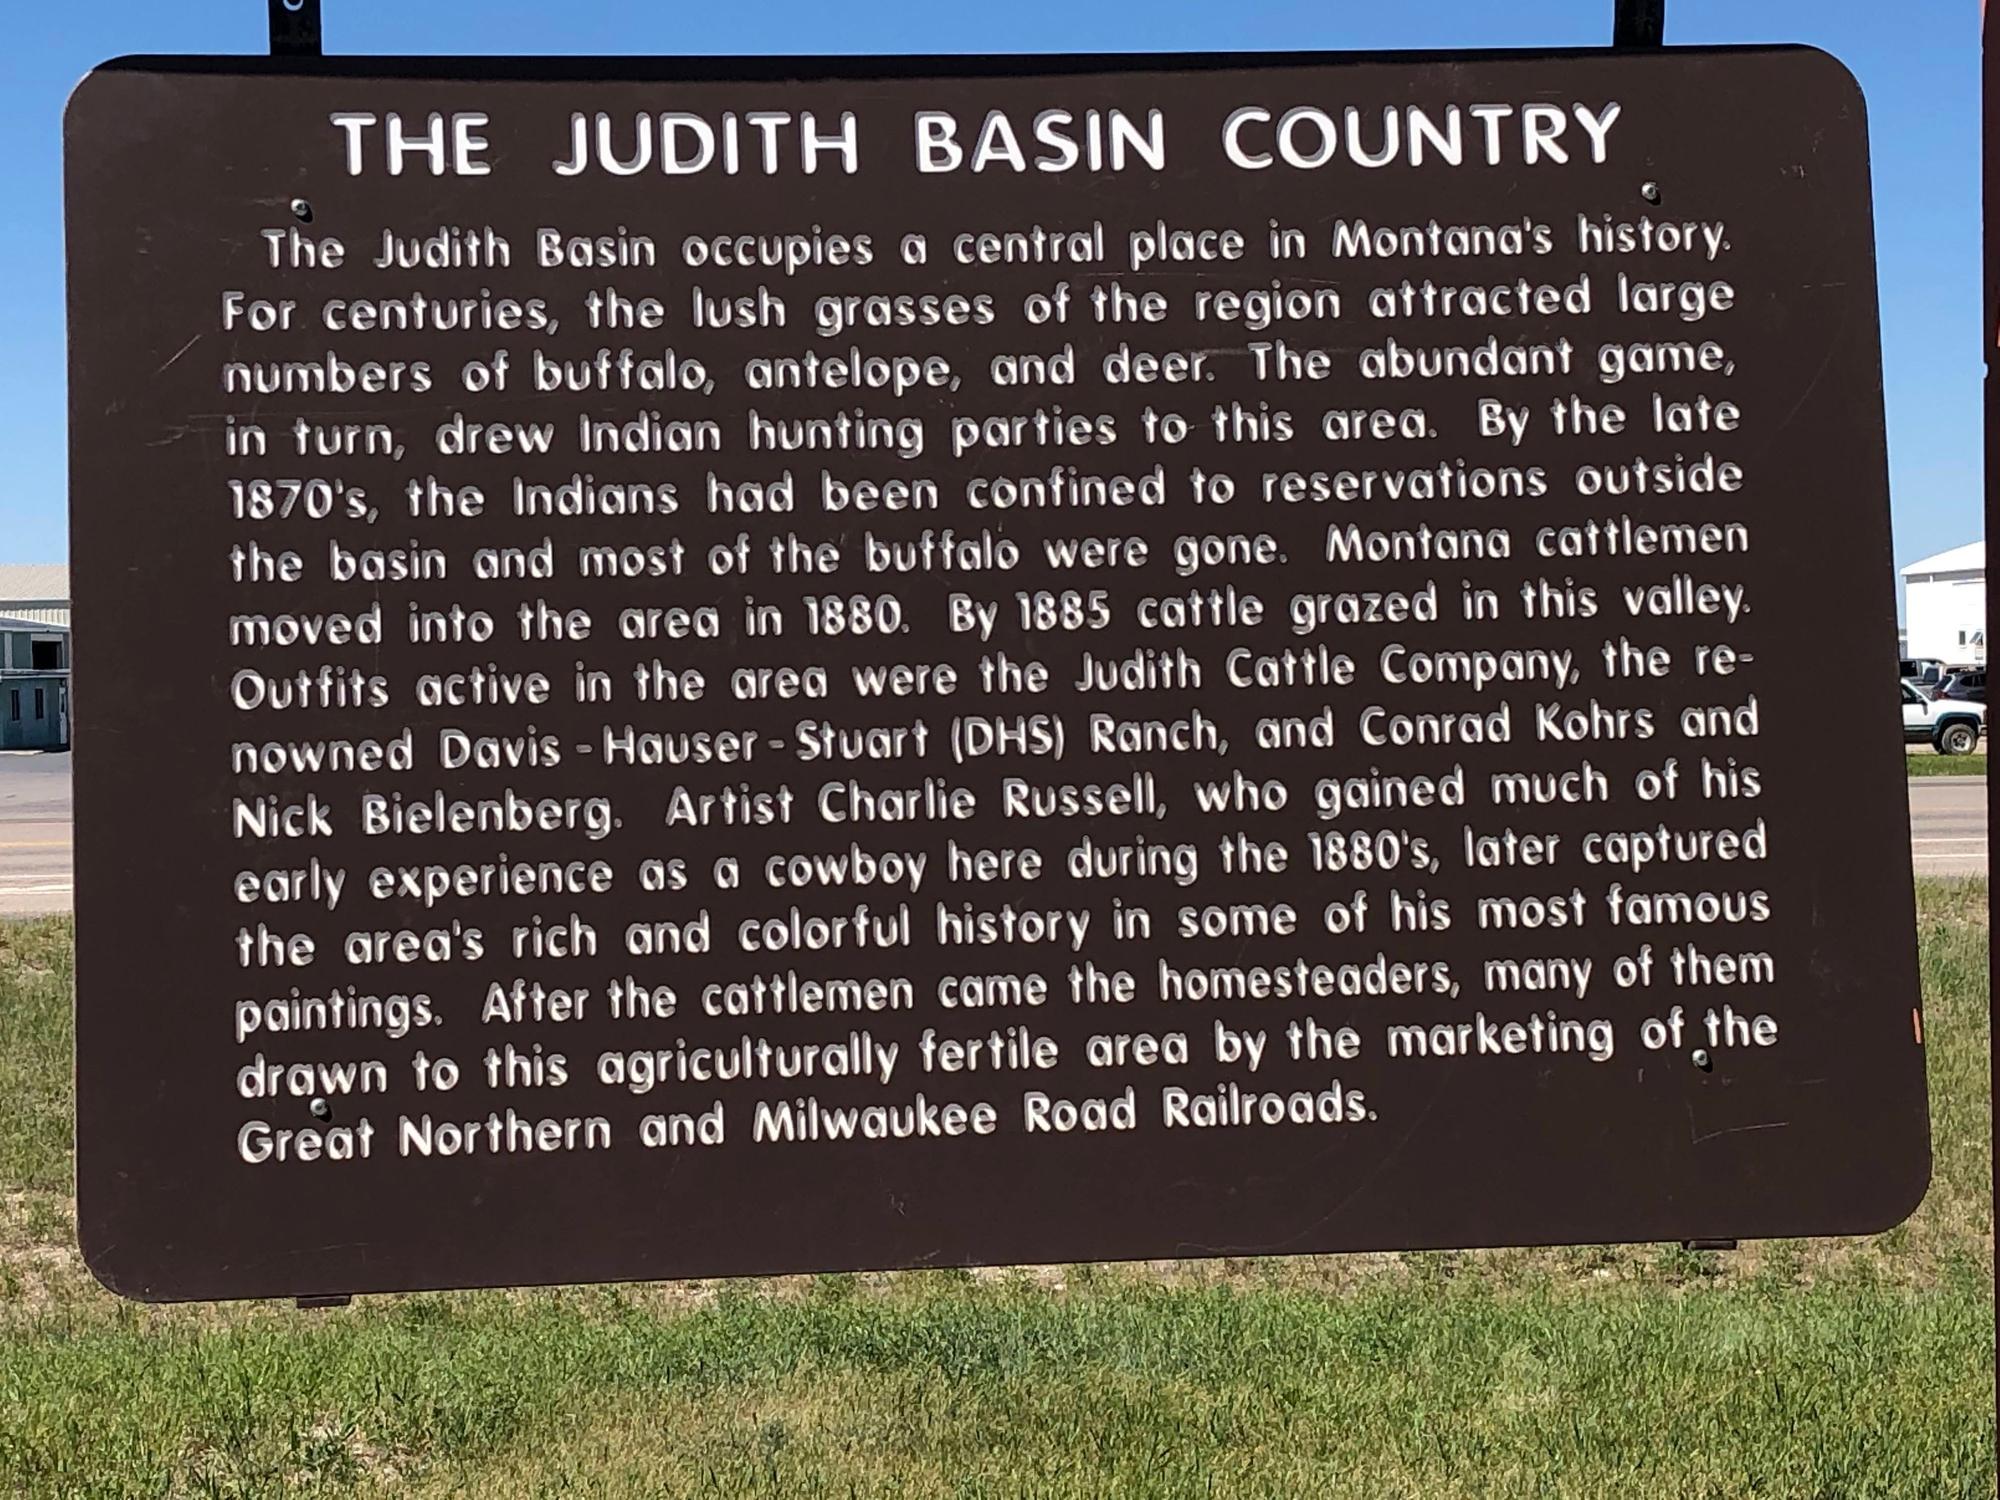 THE JUDITH BASIN COUNTRY
The Judith Basin occupies a central place in Montana's history.
For centuries, the lush grasses of the region attracted large
numbers of buffalo, antelope, and deer. The abundant game,
in turn, drew Indian hunting parties to this area. By the late
1870's, the Indians had been confined to reservations outside
the basin and most of the buffalo were gone. Montana cattlemen
moved into the area in 1880. By 1885 cattle grazed in this valley.
Outfits active in the area were the Judith Cattle Company, the re-
nowned Davis-Hauser-Stuart (DHS) Ranch, and Conrad Kohrs and
Nick Bielenberg. Artist Charlie Russell, who gained much of his
early experience as a cowboy here during the 1880's, later captured
the area's rich and colorful history in some of his most famous
paintings. After the cattlemen came the homesteaders, many of them
drawn to this agriculturally fertile area by the marketing of the
Great Northern and Milwaukee Road Railroads.